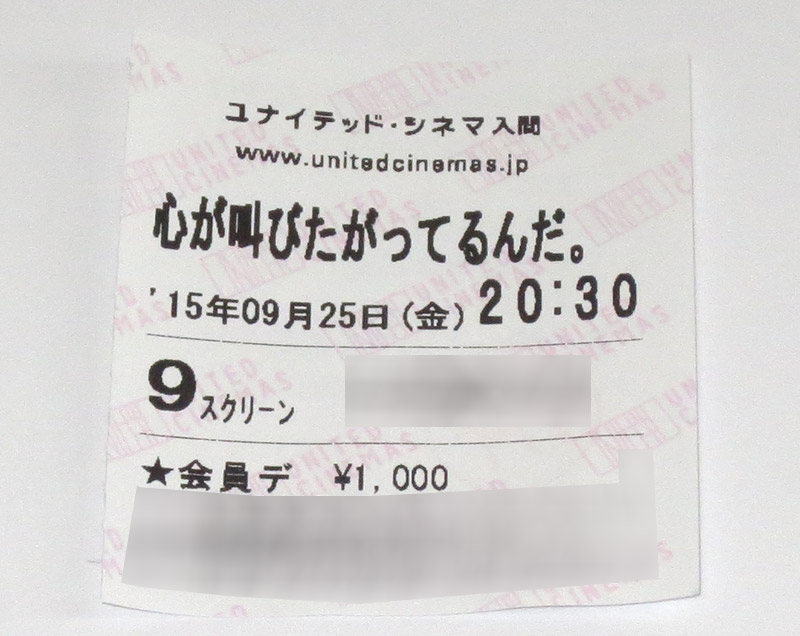 ユナイテッド・シネマ入間
www.unitedcinemas.jp
心が叫びたがってるんだ。
'15年09月25日(金) 20:30
9スクリーン
★会員デ ¥1,000